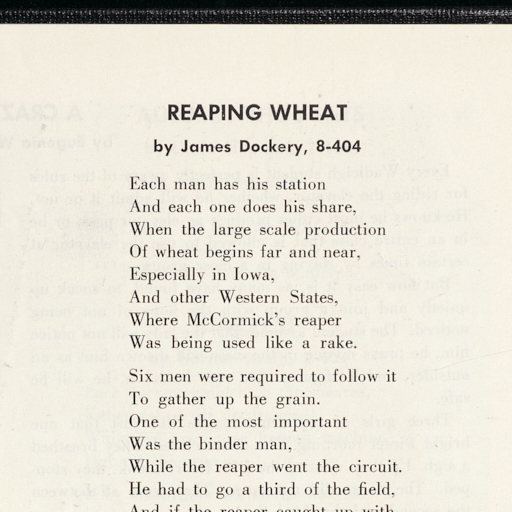 REAPING WHEAT
by James Dockery, 8-404
Each man has his station
And each one does his share,
When the large scale production
Of wheat begins far and near,
Especially in Iowa,
And other Western States,
Where McCormick's reaper
Was being used like a rake.
Six men were required to follow it
To gather up the grain.
One of the most important
Was the binder man,
While the reaper went the circuit.
He had to go a third of the field,
And if the reaper caught up with